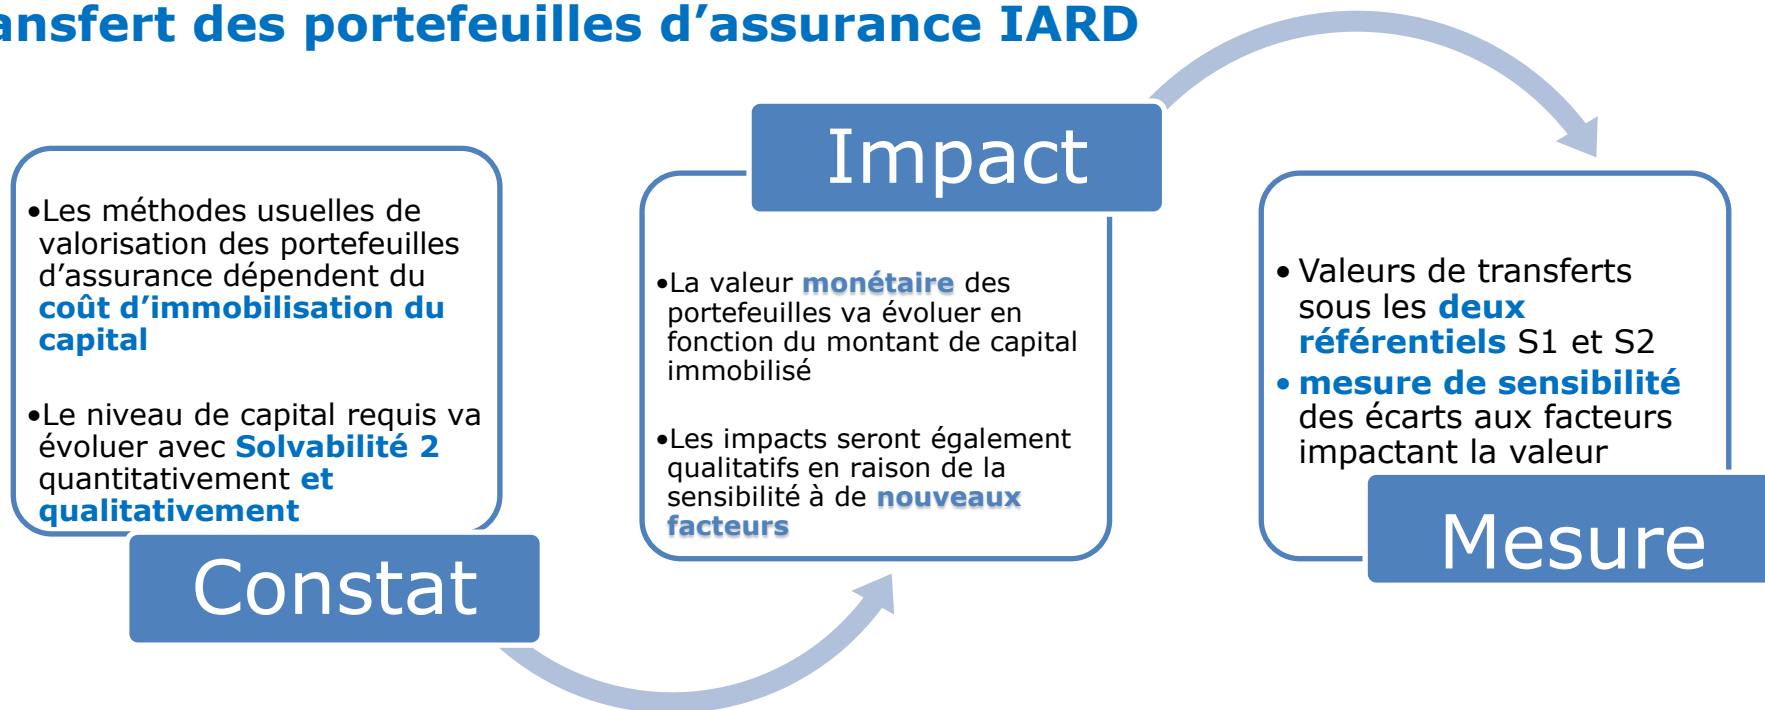 ansfert des portefeuilles d’assurance IARD
•Les méthodes usuelles de
valorisation des portefeuilles
d’assurance dépendent du
coût d’immobilisation du
capital
•Le niveau de capital requis va
évoluer avec Solvabilité 2
quantitativement et
qualitativement
Constat
Impact
•La valeur monétaire des
portefeuilles va évoluer en
fonction du montant de capital
immobilisé
•Les impacts seront également
qualitatifs en raison de la
sensibilité à de nouveaux
facteurs
• Valeurs de transferts
sous les deux
référentiels S1 et S2
• mesure de sensibilité
des écarts aux facteurs
impactant la valeur
Mesure